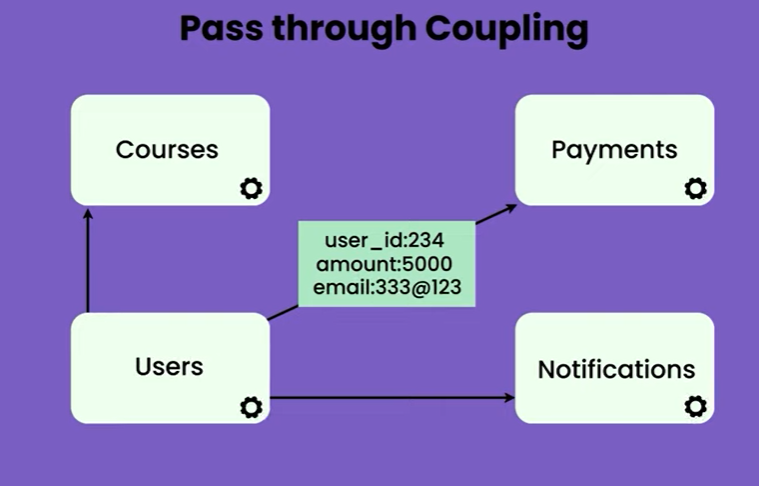 Pass through Coupling
Courses
Payments
user_id:234
amount:5000
email:333@123
Users
Notifications